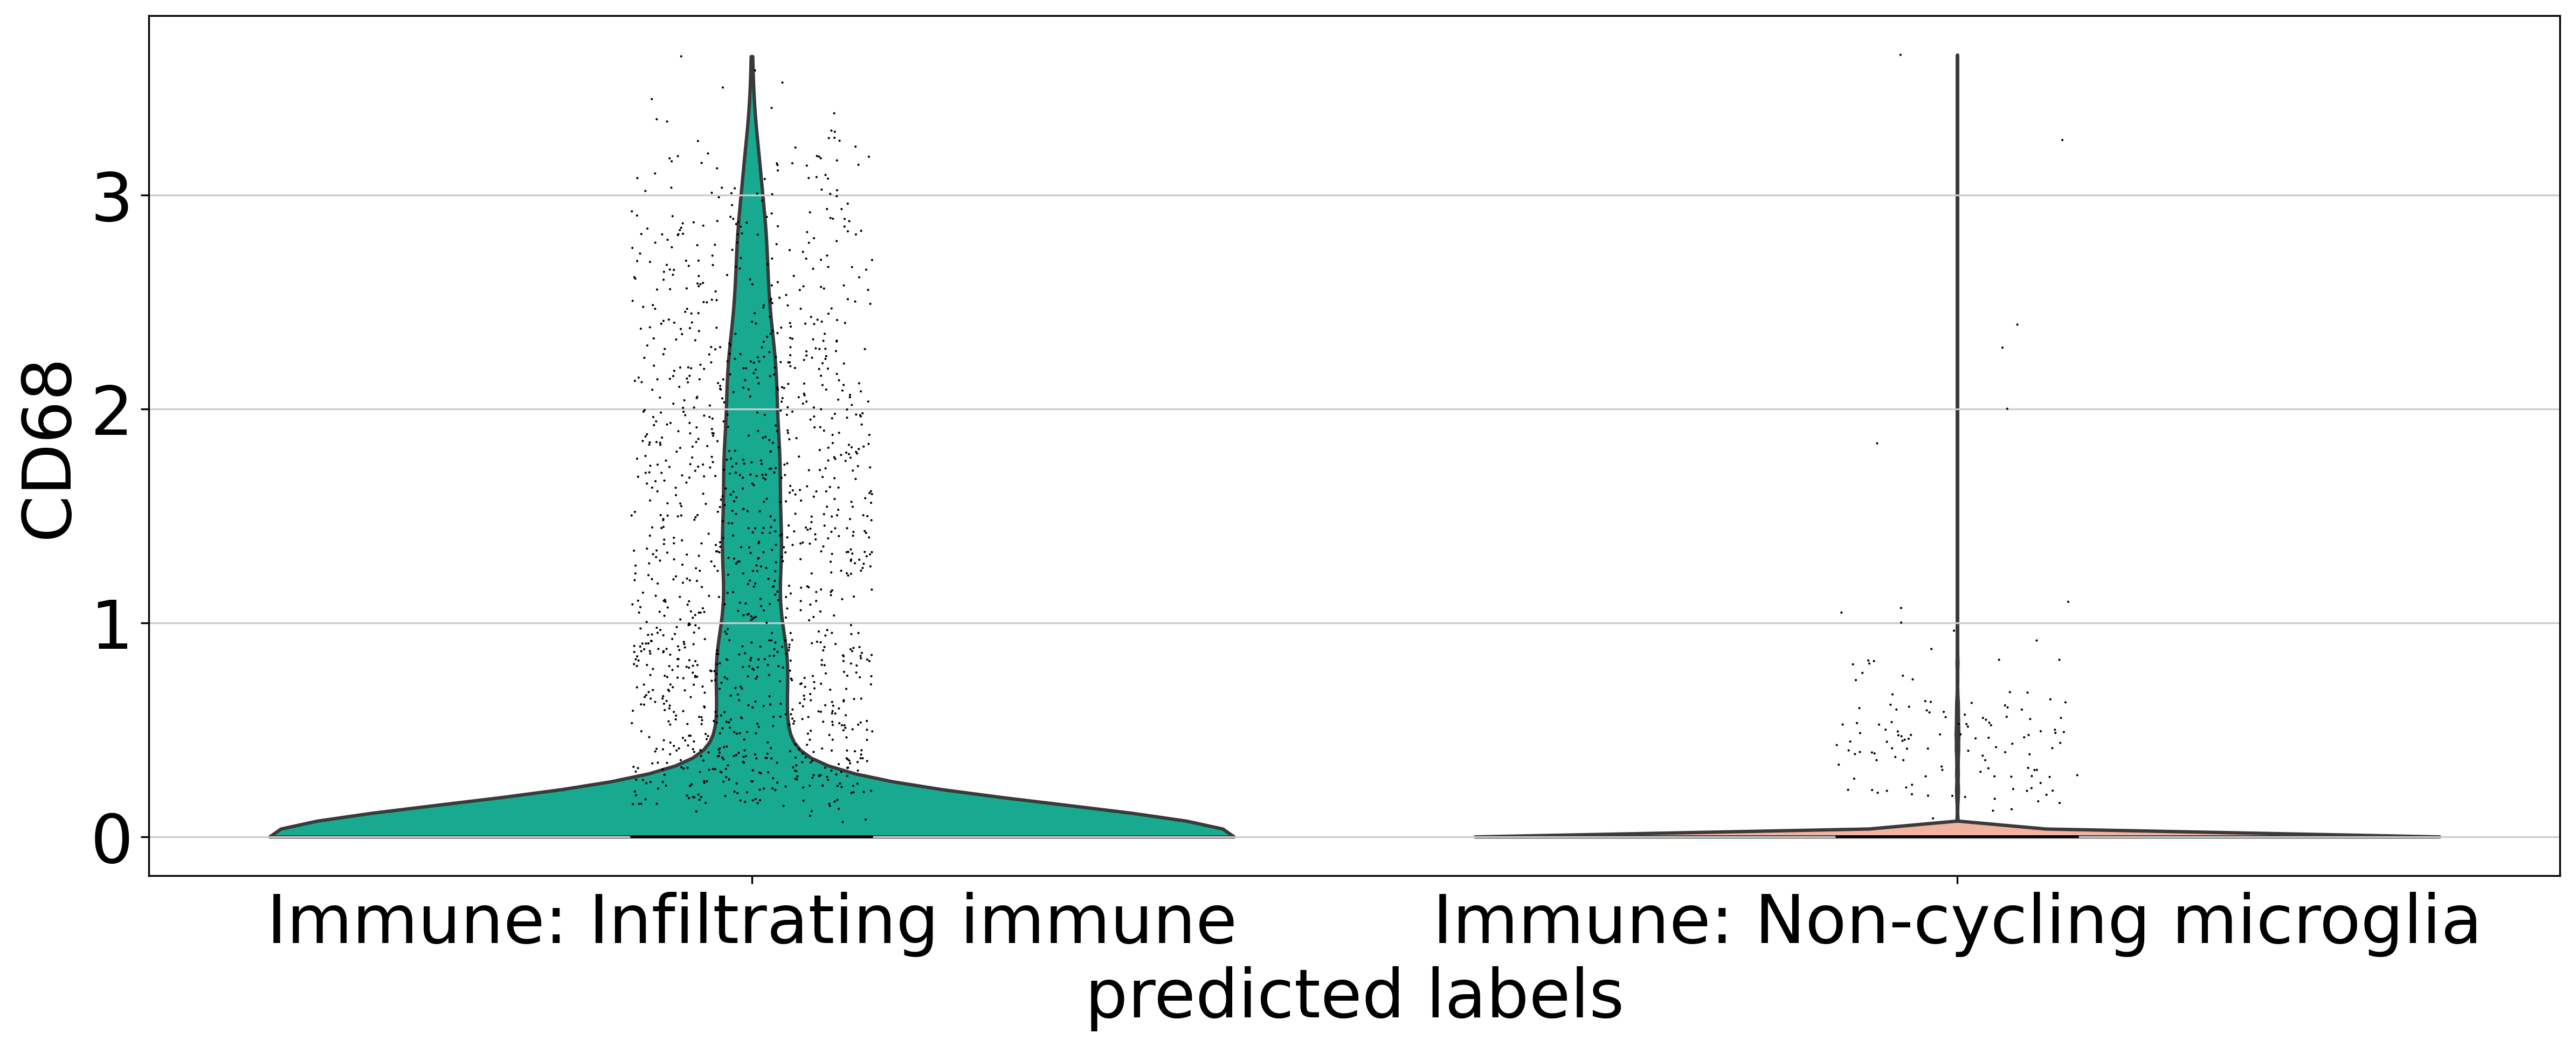 CD68
3
2
1
0
Immune: Infiltrating immune
Immune: Non-cycling microglia
predicted labels